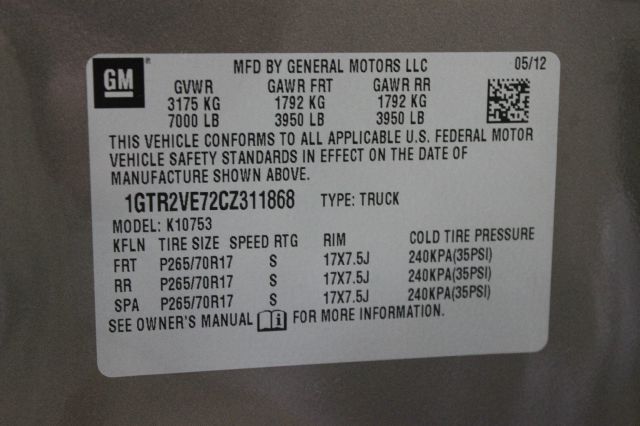 GM ®
MFD BY GENERAL MOTORS LLC 05/12
GVWR GAWR FRT GAWR RR
3175 KG 1792 KG 1792 KG
7000 LB 3950 LB 3950 LB
THIS VEHICLE CONFORMS TO ALL APPLICABLE U.S. FEDERAL MOTOR
VEHICLE SAFETY STANDARDS IN EFFECT ON THE DATE OF
MANUFACTURE SHOWN ABOVE.
1GTR2VE72CZ311868 TYPE: TRUCK
MODEL: K10753
KFLN TIRE SIZE SPEED RTG RIM COLD TIRE PRESSURE
FRT P265/70R17 S 17X7.5J 240KPA(35PSI)
RR P265/70R17 S 17X7.5J 240KPA(35PSI)
SPA P265/70R17 S 17X7.5J 240KPA(35PSI)
SEE OWNER'S MANUAL FOR MORE INFORMATION.